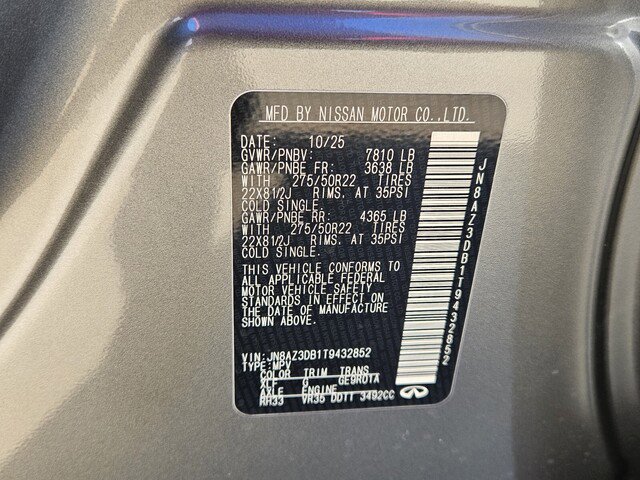 MFD BY NISSAN MOTOR CO.,LTD.
DATE: 10/25
GVWR/PNBV: 7810 LB
GAWR/PNBE FR: 3638 LB
WITH 275/50R22 TIRES
22X81/2J RIMS. AT 35PSI
COLD SINGLE.
GAWR/PNBE RR: 4365 LB
WITH 275/50R22 TIRES
22X81/2J RIMS. AT 35PSI
COLD SINGLE.
THIS VEHICLE CONFORMS TO
ALL APPLICABLE FEDERAL
MOTOR VEHICLE SAFETY
STANDARDS IN EFFECT ON
THE DATE OF MANUFACTURE
SHOWN ABOVE.
VIN:JN8AZ3DB1T9432852
TYPE:MPV
COLOR TRIM TRANS
XLF G GE9R01A
AXLE ENGINE
RH33 VR35 DDTT 3492CC
JN8AZ3DB1T9432852